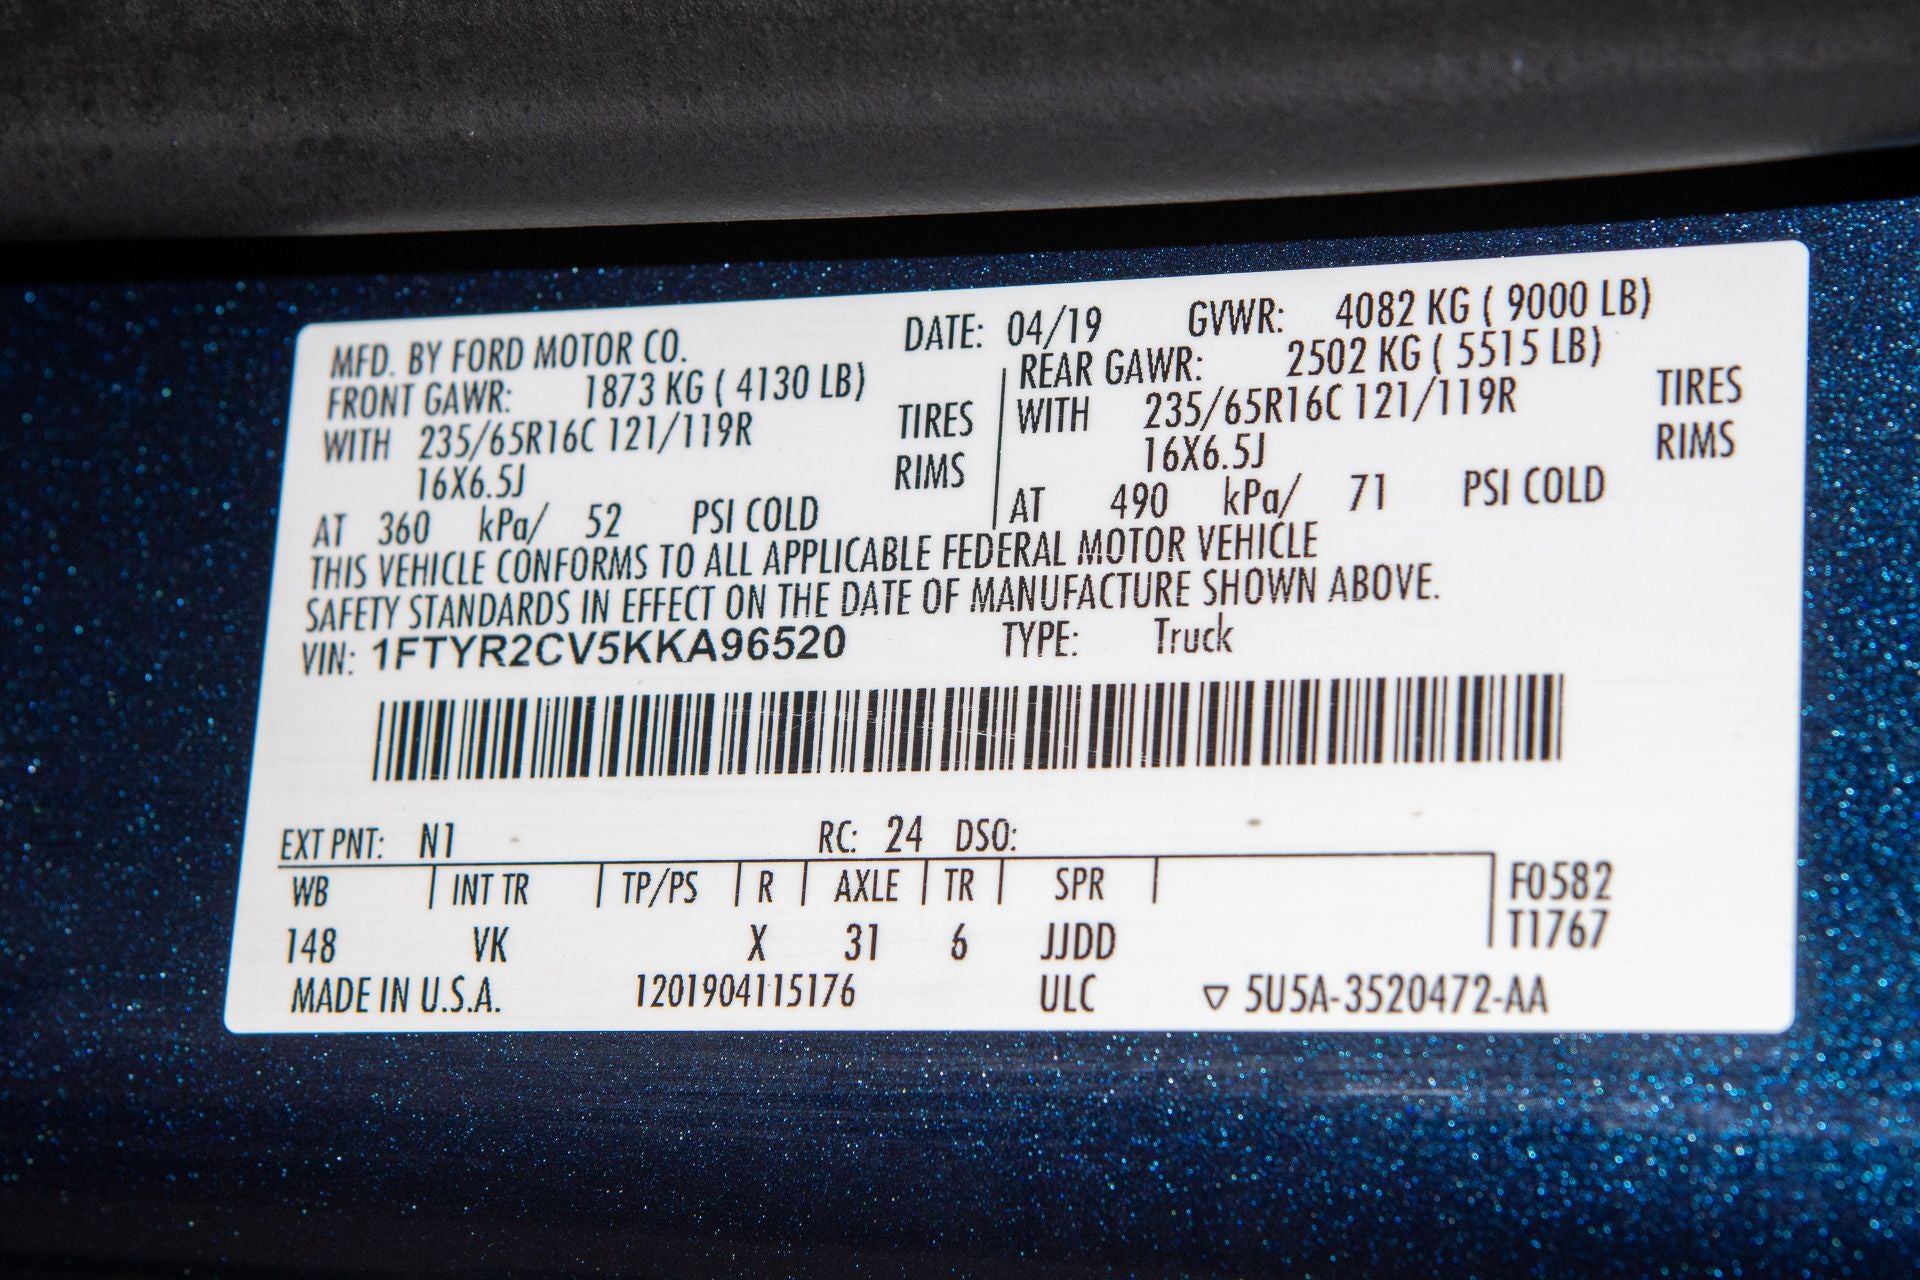 MFD. BY FORD MOTOR CO. DATE: 04/19 GVWR: 4082 KG ( 9000 LB)
FRONT GAWR: 1873 KG ( 4130 LB) REAR GAWR: 2502 KG ( 5515 LB)
WITH 235/65R16C 121/119R TIRES WITH 235/65R16C 121/119R TIRES
16X6.5J RIMS 16X6.5J RIMS
AT 360 kPa/ 52 PSI COLD AT 490 kPa/ 71 PSI COLD
THIS VEHICLE CONFORMS TO ALL APPLICABLE FEDERAL MOTOR VEHICLE
SAFETY STANDARDS IN EFFECT ON THE DATE OF MANUFACTURE SHOWN ABOVE.
VIN: 1FTYR2CV5KKA96520 TYPE: Truck
EXT PNT: N1 RC: 24 DSO:
WB INT TR TP/PS R AXLE TR SPR F0582
T1767
148 VK X 31 6 JJDD
MADE IN U.S.A. 1201904115176 ULC ▽ 5U5A-3520472-AA